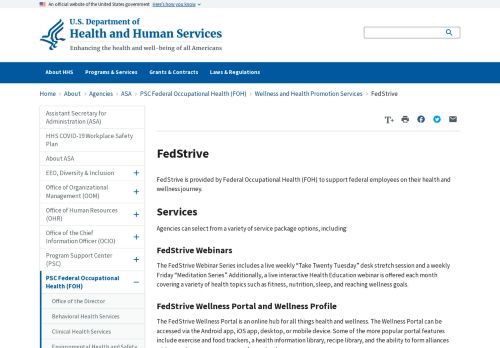 An official website of the United States government Here's how you know
U.S. Department of
Health and Human Services
Enhancing the health and well-being of all Americans
About HHS Programs & Services Grants & Contracts Laws & Regulations
Home > About > Agencies > ASA > PSC Federal Occupational Health (FOH) > Wellness and Health Promotion Services > FedStrive
Assistant Secretary for
Administration (ASA)
HHS COVID-19 Workplace Safety
Plan
About ASA
EEO, Diversity & Inclusion
Office of Organizational
Management (OOM)
Office of Human Resources
(OHR)
Office of the Chief
Information Officer (OCIO)
Program Support Center
(PSC)
PSC Federal Occupational
Health (FOH)
Office of the Director
Behavioral Health Services
Clinical Health Services
Environmental Health and Safety
T+
FedStrive
FedStrive is provided by Federal Occupational Health (FOH) to support federal employees on their health and
wellness journey.
Services
Agencies can select from a variety of service package options, including
FedStrive Webinars
The FedStrive Webinar Series includes a live weekly “Take Twenty Tuesday” desk stretch session and a weekly
Friday “Meditation Series”. Additionally, a live interactive Health Education webinar is offered each month
covering a variety of health topics such as fitness, nutrition, sleep, and reaching wellness goals.
FedStrive Wellness Portal and Wellness Profile
The FedStrive Wellness Portal is an online hub for all things health and wellness. The Wellness Portal can be
accessed via the Android app, iOS app, desktop, or mobile device. Some of the more popular portal features
include exercise and food trackers, a health information library, recipe library, and the ability to form alliances